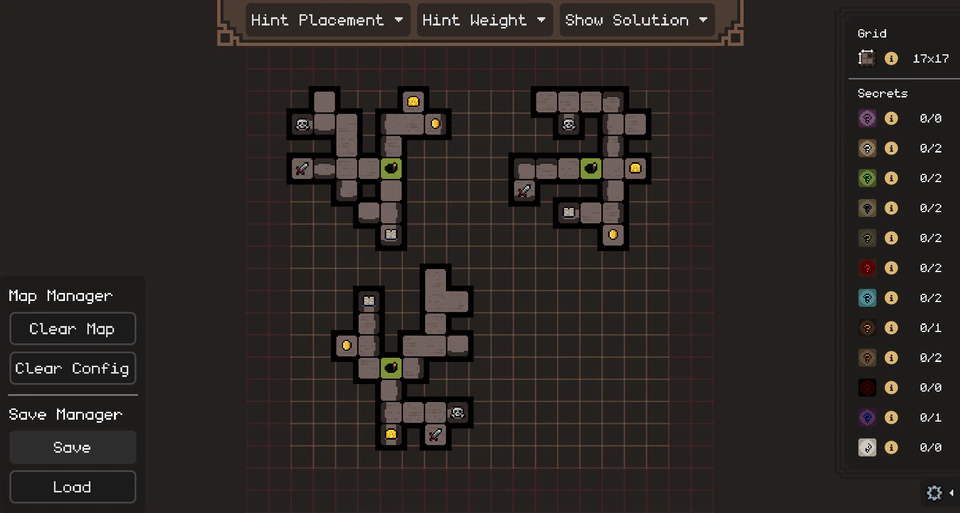 Hint Placement
Hint Weight
Show Solution
Grid
17x17
Secrets
0/0
0/2
0/2
0/2
0/2
0/2
0/2
0/1
0/2
0/0
0/1
0/0
Map Manager
Clear Map
Clear Config
Save Manager
Save
Load